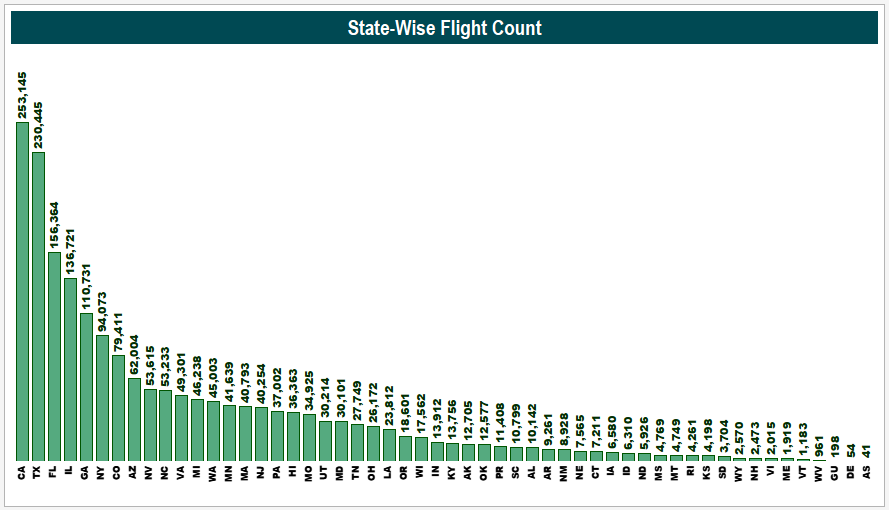 State-Wise Flight Count
253,145
230,445
156,364
136,721
110,731
94,073
79,411
62,004
53,615
53,233
49,301
46,238
45,003
41,639
40,793
40,254
37,002
36,363
34,925
30,214
30,101
27,749
26,172
23,812
18,601
17,562
13,912
13,756
12,705
12,577
11,408
10,799
10,142
9,261
8,928
7,565
7,211
6,580
6,310
5,926
4,769
4,749
4,261
4,198
3,704
2,570
2,473
2,015
1,919
1,183
961
198
54
41
CA
TX
FL
IL
GA
NY
CO
AZ
NV
NC
VA
MI
WA
MN
MA
NJ
PA
HI
MO
UT
MD
TN
OH
LA
OR
WI
IN
KY
AK
OK
PR
SC
AL
AR
NM
NE
CT
IA
ID
ND
MS
MT
RI
KS
SD
WY
NH
VI
ME
VT
WV
GU
DE
AS